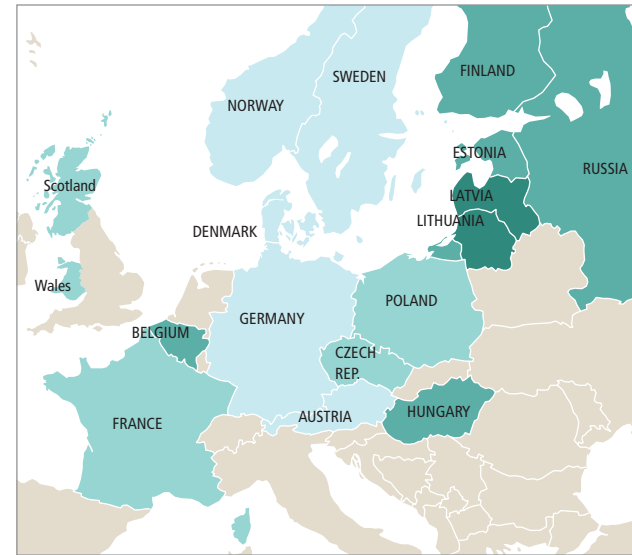 FINLAND
SWEDEN
NORWAY
ESTONIA
RUSSIA
Scotland
LATVIA
LITHUANIA
DENMARK
Wales
POLAND
GERMANY
BELGIUM
CZECH
REP.
HUNGARY
AUSTRIA
FRANCE